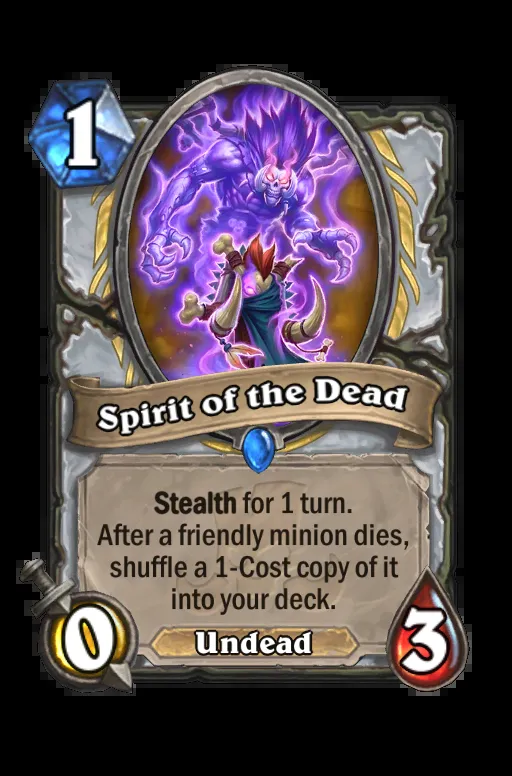 1
Spirit of the Dead
Stealth for 1 turn.
After a friendly minion dies,
shuffle a 1-Cost copy of it
into your deck.
0
Undead
3